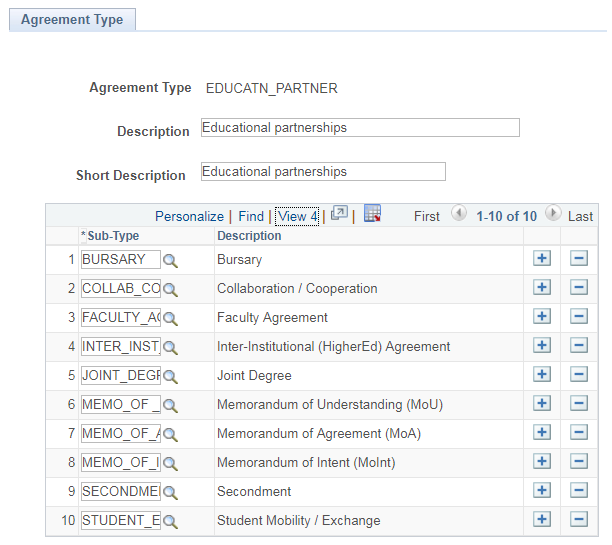 Agreement Type
Agreement Type EDUCATN_PARTNER
Description Educational partnerships
Short Description Educational partnerships
Personalize | Find | View 4 | | First 1-10 of 10 Last
*Sub-Type Description
1 BURSARY Bursary
2 COLLAB_CO Collaboration / Cooperation
3 FACULTY_A Faculty Agreement
4 INTER_INST_ Inter-Institutional (HigherEd) Agreement
5 JOINT_DEGR Joint Degree
6 MEMO_OF_ Memorandum of Understanding (MoU)
7 MEMO_OF_A Memorandum of Agreement (MoA)
8 MEMO_OF_I Memorandum of Intent (MoInt)
9 SECONDME Secondment
10 STUDENT_E Student Mobility / Exchange